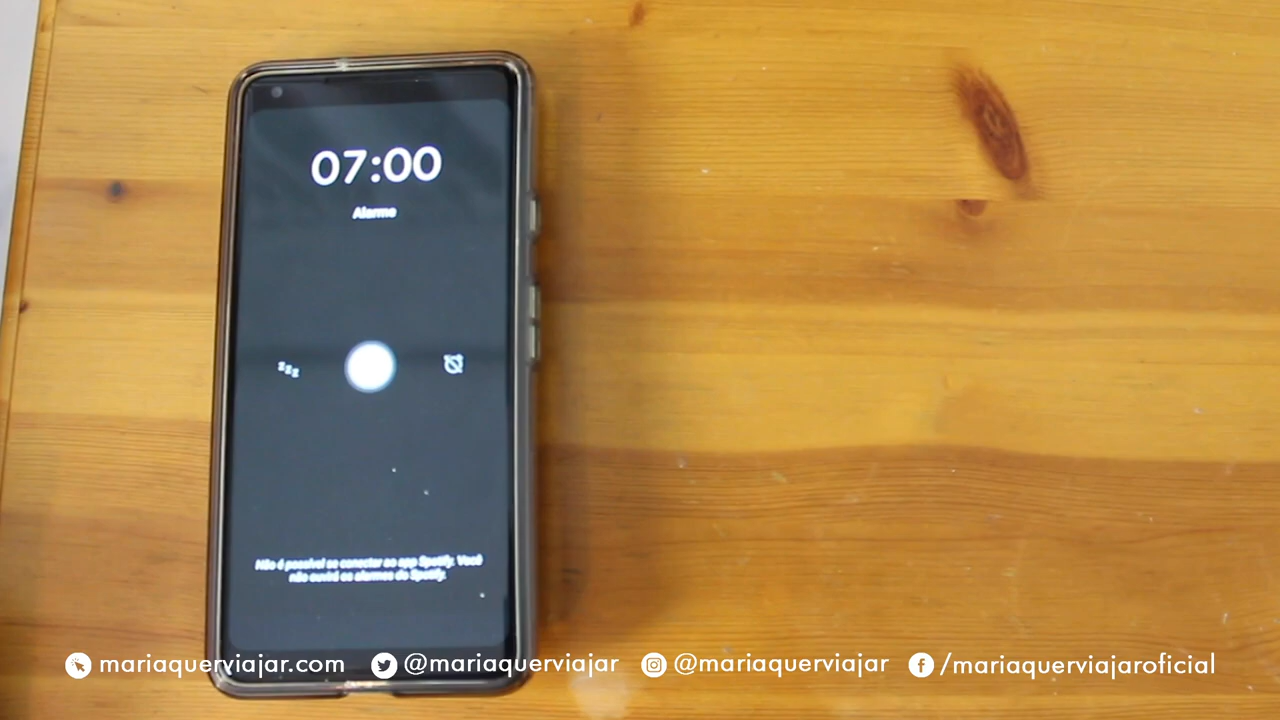 07:00
Alarme
zzz
Não é possível se conectar ao app Spotify. Você
não ouvirá os alarmes do Spotify.
mariaquerviajar.com @mariaquerviajar @mariaquerviajar /mariaquerviajaroficial